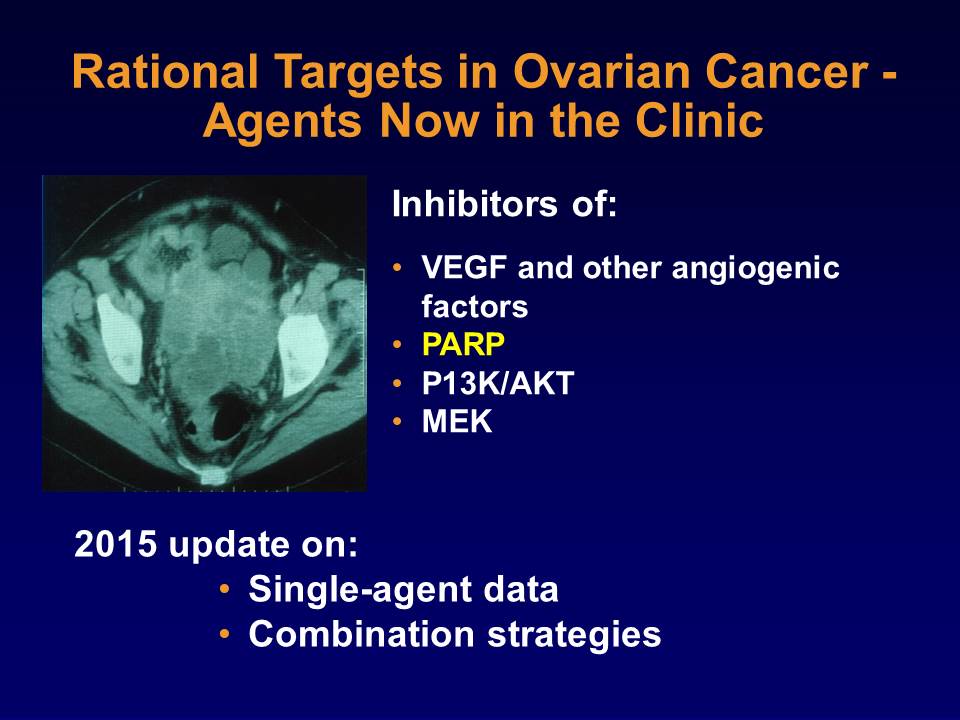 Rational Targets in Ovarian Cancer -
Agents Now in the Clinic
Inhibitors of:
• VEGF and other angiogenic
factors
• PARP
• P13K/AKT
• MEK
2015 update on:
• Single-agent data
• Combination strategies